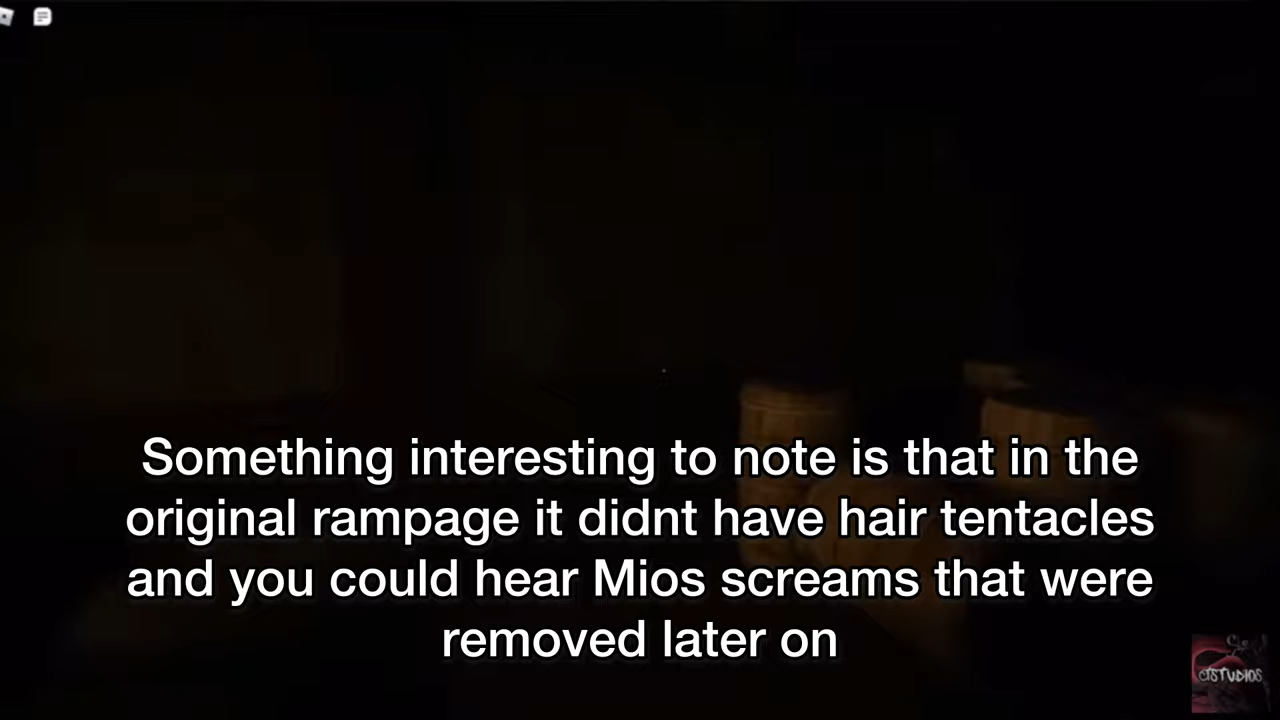 Something interesting to note is that in the
original rampage it didnt have hair tentacles
and you could hear Mios screams that were
removed later on
STUDIOS